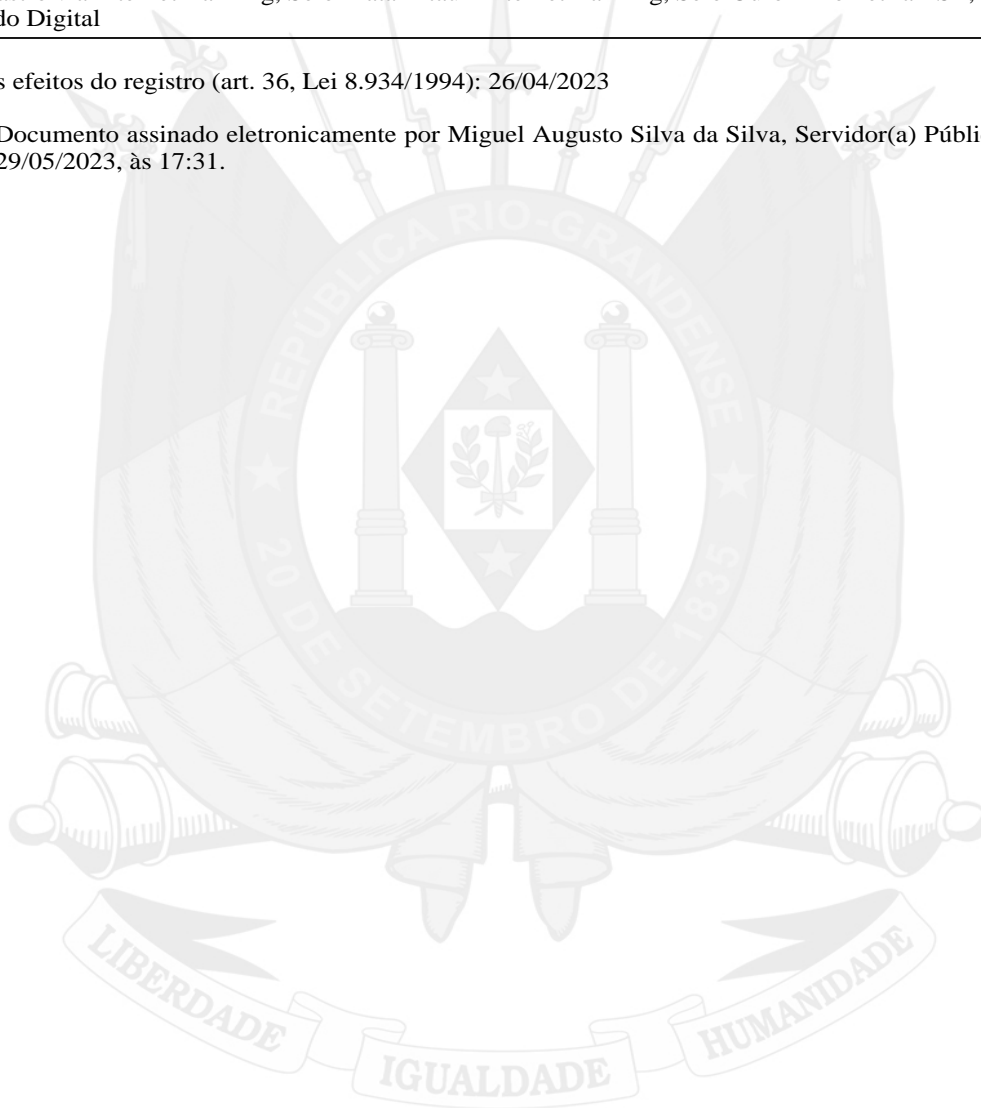 do Digital
s efeitos do registro (art. 36, Lei 8.934/1994): 26/04/2023
Documento assinado eletronicamente por Miguel Augusto Silva da Silva, Servidor(a) Públi
29/05/2023, às 17:31.
REPÚBLICA RIO-GRANDENSE
20 DE SETEMBRO DE 1835
LIBERDADE
IGUALDADE
HUMANIDADE